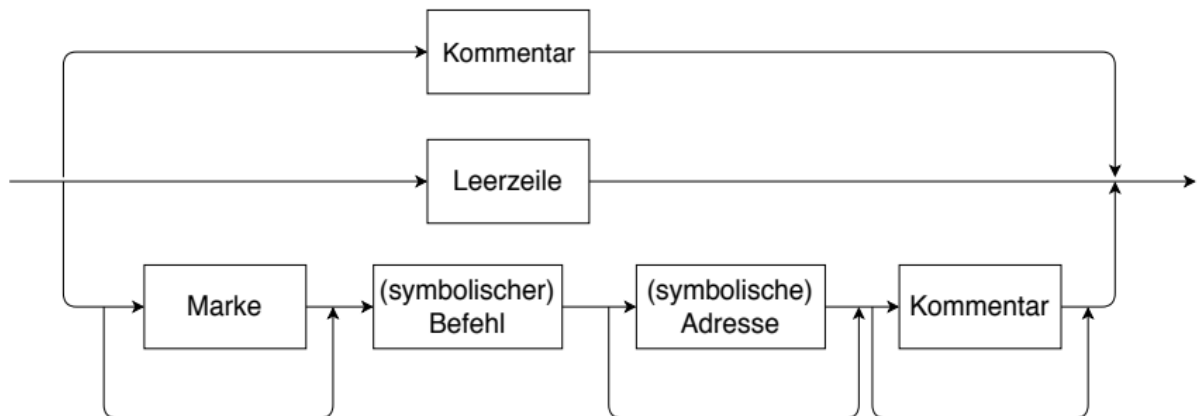 Kommentar
Leerzeile
Marke
(symbolischer)
Befehl
(symbolische)
Adresse
Kommentar